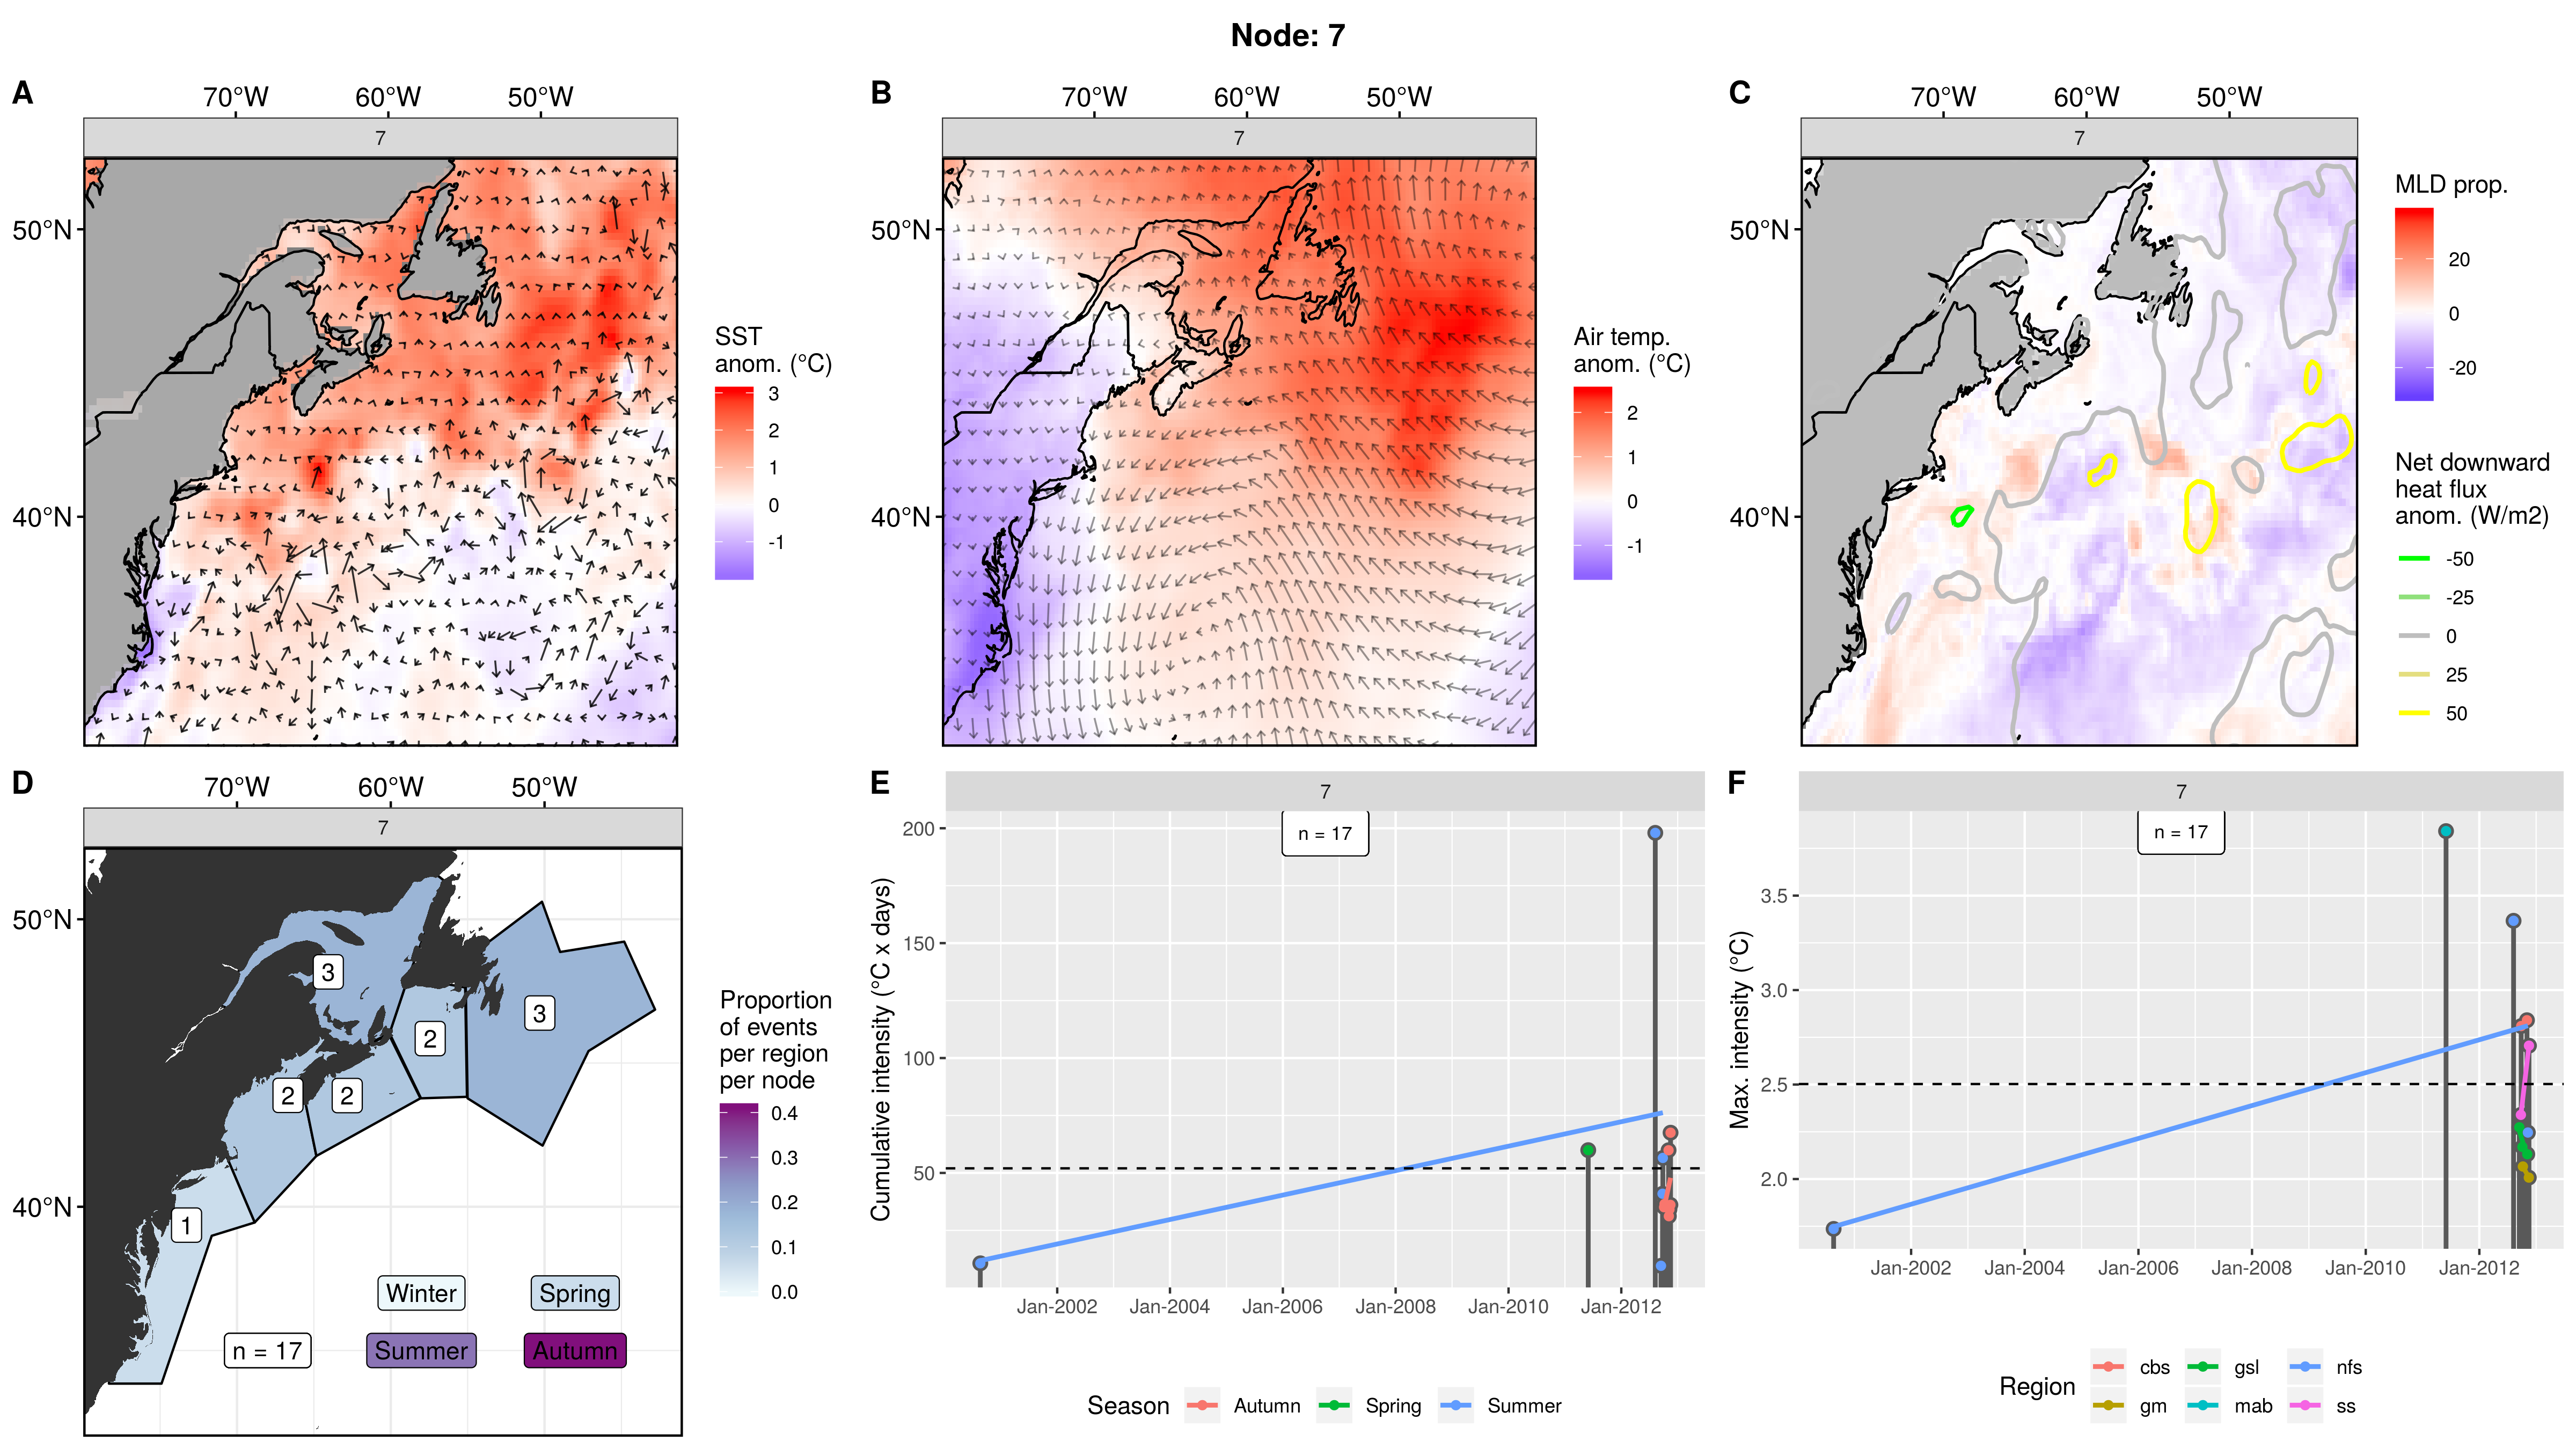 Node: 7
A
70°W 60°W 50°W
7
50°N
40°N
SST
anom. (°C)
3
2
1
0
-1
B
70°W 60°W 50°W
7
50°N
40°N
Air temp.
anom. (°C)
2
1
0
-1
C
70°W 60°W 50°W
7
50°N
40°N
MLD prop.
20
0
-20
Net downward
heat flux
anom. (W/m2)
-50
-25
0
25
50
D
70°W 60°W 50°W
7
50°N
40°N
3
3
2
2
2
1
Winter
Spring
n = 17
Summer
Autumn
Proportion
of events
per region
per node
0.4
0.3
0.2
0.1
0.0
E
7
n = 17
Cumulative intensity (°C x days)
200
150
100
50
Jan-2002 Jan-2004 Jan-2006 Jan-2008 Jan-2010 Jan-2012
Season Autumn Spring Summer
F
7
n = 17
Max. intensity (°C)
3.5
3.0
2.5
2.0
Jan-2002 Jan-2004 Jan-2006 Jan-2008 Jan-2010 Jan-2012
Region
cbs gsl nfs
gm mab ss